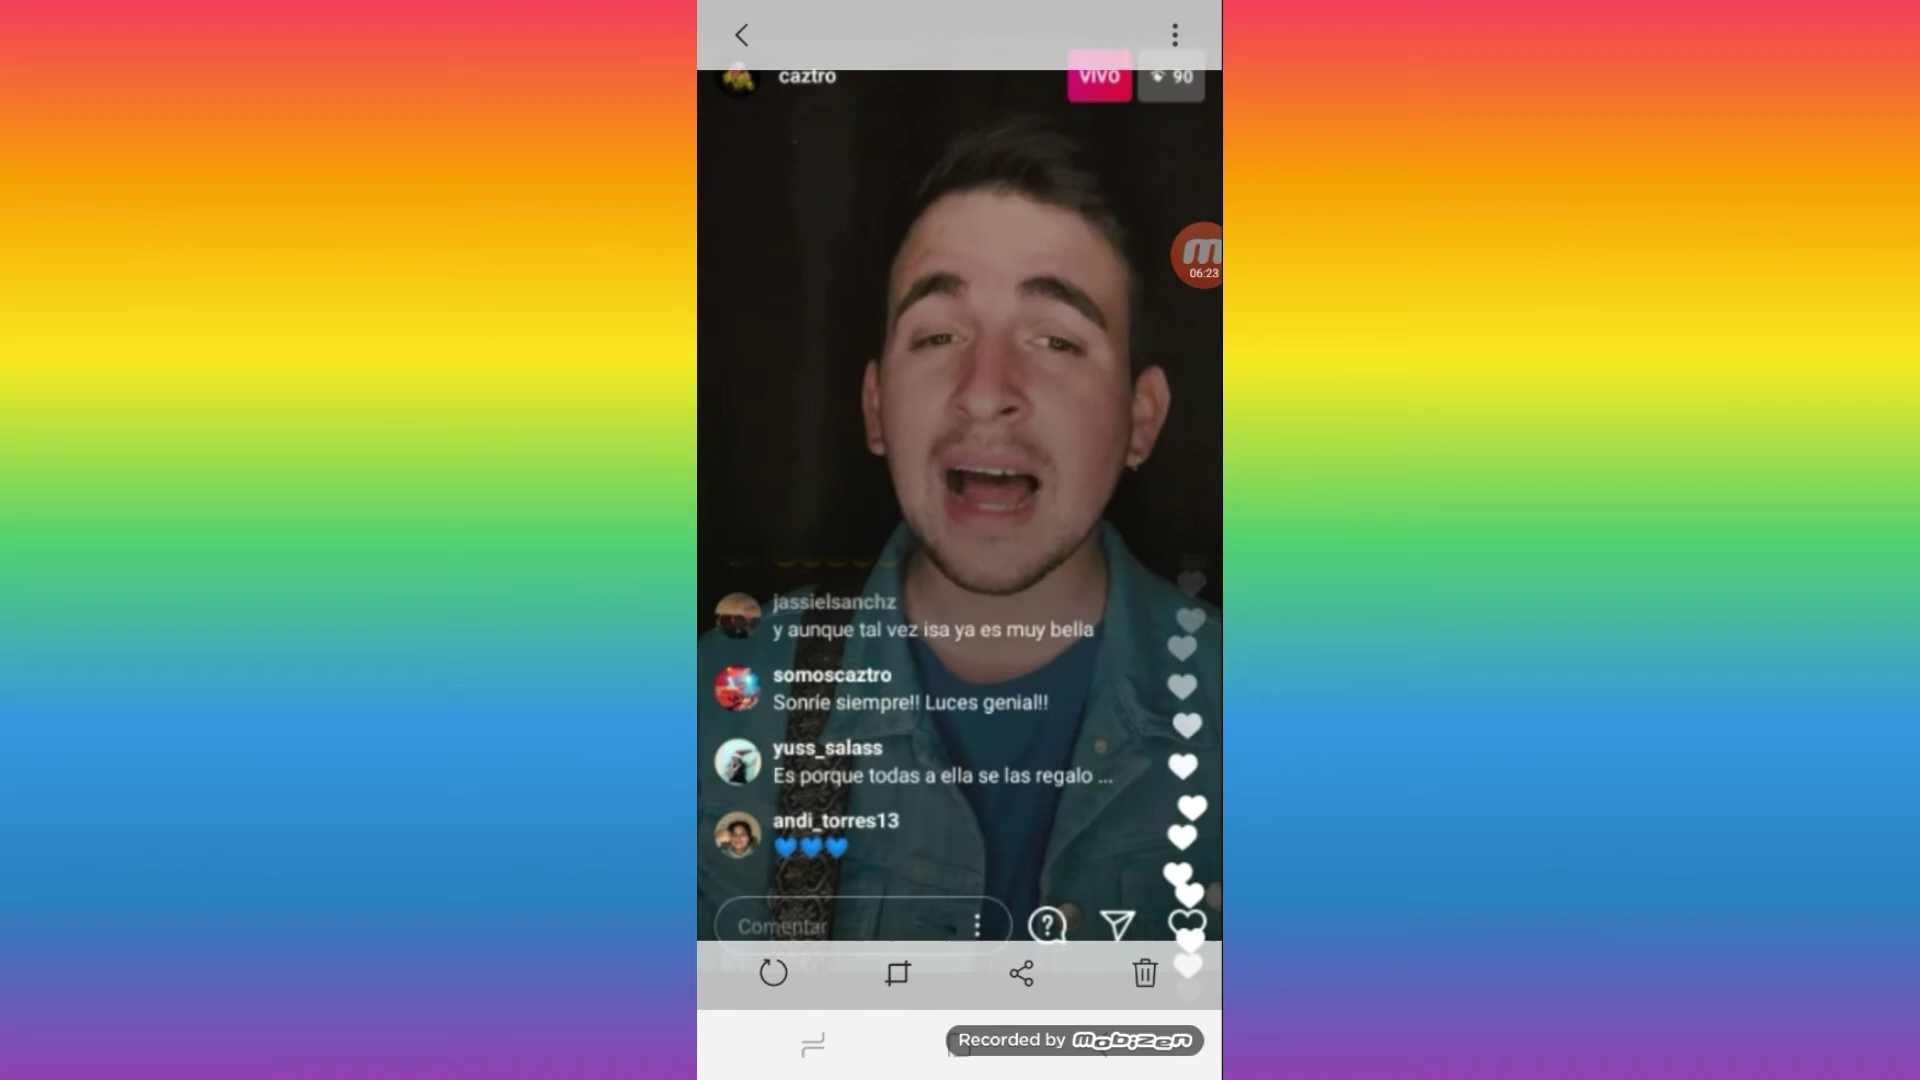 caztro
VIVO
90
06:23
jassielsanchz
y aunque tal vez isa ya es muy bella
somoscaztro
Sonríe siempre!! Luces genial!!
yuss_salass
Es porque todas a ella se las regalo ...
andi_torres13
💙💙💙
Comentar
Recorded by mobizen